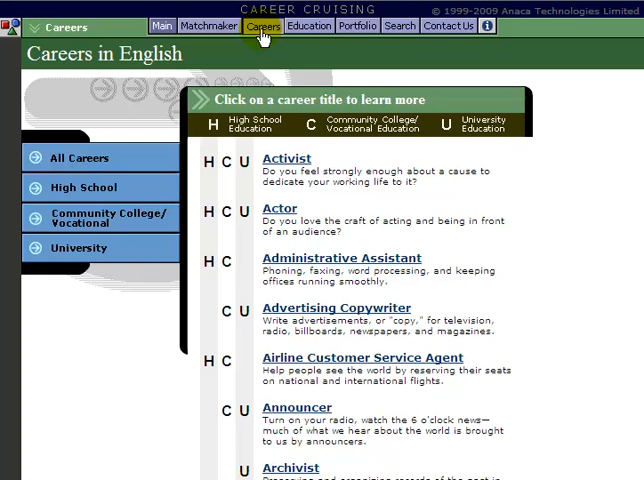 CAREER CRUISING
© 1999-2009 Anaca Technologies Limited
Careers
Main Matchmaker Careers Education Portfolio Search Contact Us i
Careers in English
Click on a career title to learn more
H High School Education C Community College/ Vocational Education U University Education
All Careers
High School
Community College/
Vocational
University
H C U Activist
Do you feel strongly enough about a cause to
dedicate your working life to it?
H C U Actor
Do you love the craft of acting and being in front
of an audience?
H C Administrative Assistant
Phoning, faxing, word processing, and keeping
offices running smoothly.
C U Advertising Copywriter
Write advertisements, or "copy," for television,
radio, billboards, newspapers, and magazines.
H C Airline Customer Service Agent
Help people see the world by reserving their seats
on national and international flights.
C U Announcer
Turn on your radio, watch the 6 o'clock news—
much of what we hear about the world is brought
to us by announcers.
U Archivist